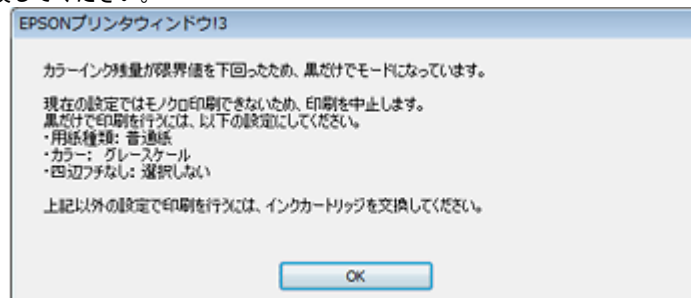 してください。
EPSONプリンタウィンドウ!3
カラーインク残量が限界値を下回ったため、黒だけでモードになっています。
現在の設定ではモノクロ印刷できないため、印刷を中止します。
黒だけで印刷を行うには、以下の設定にしてください。
・用紙種類: 普通紙
・カラー: グレースケール
・四辺フチなし: 選択しない
上記以外の設定で印刷を行うには、インクカートリッジを交換してください。
OK